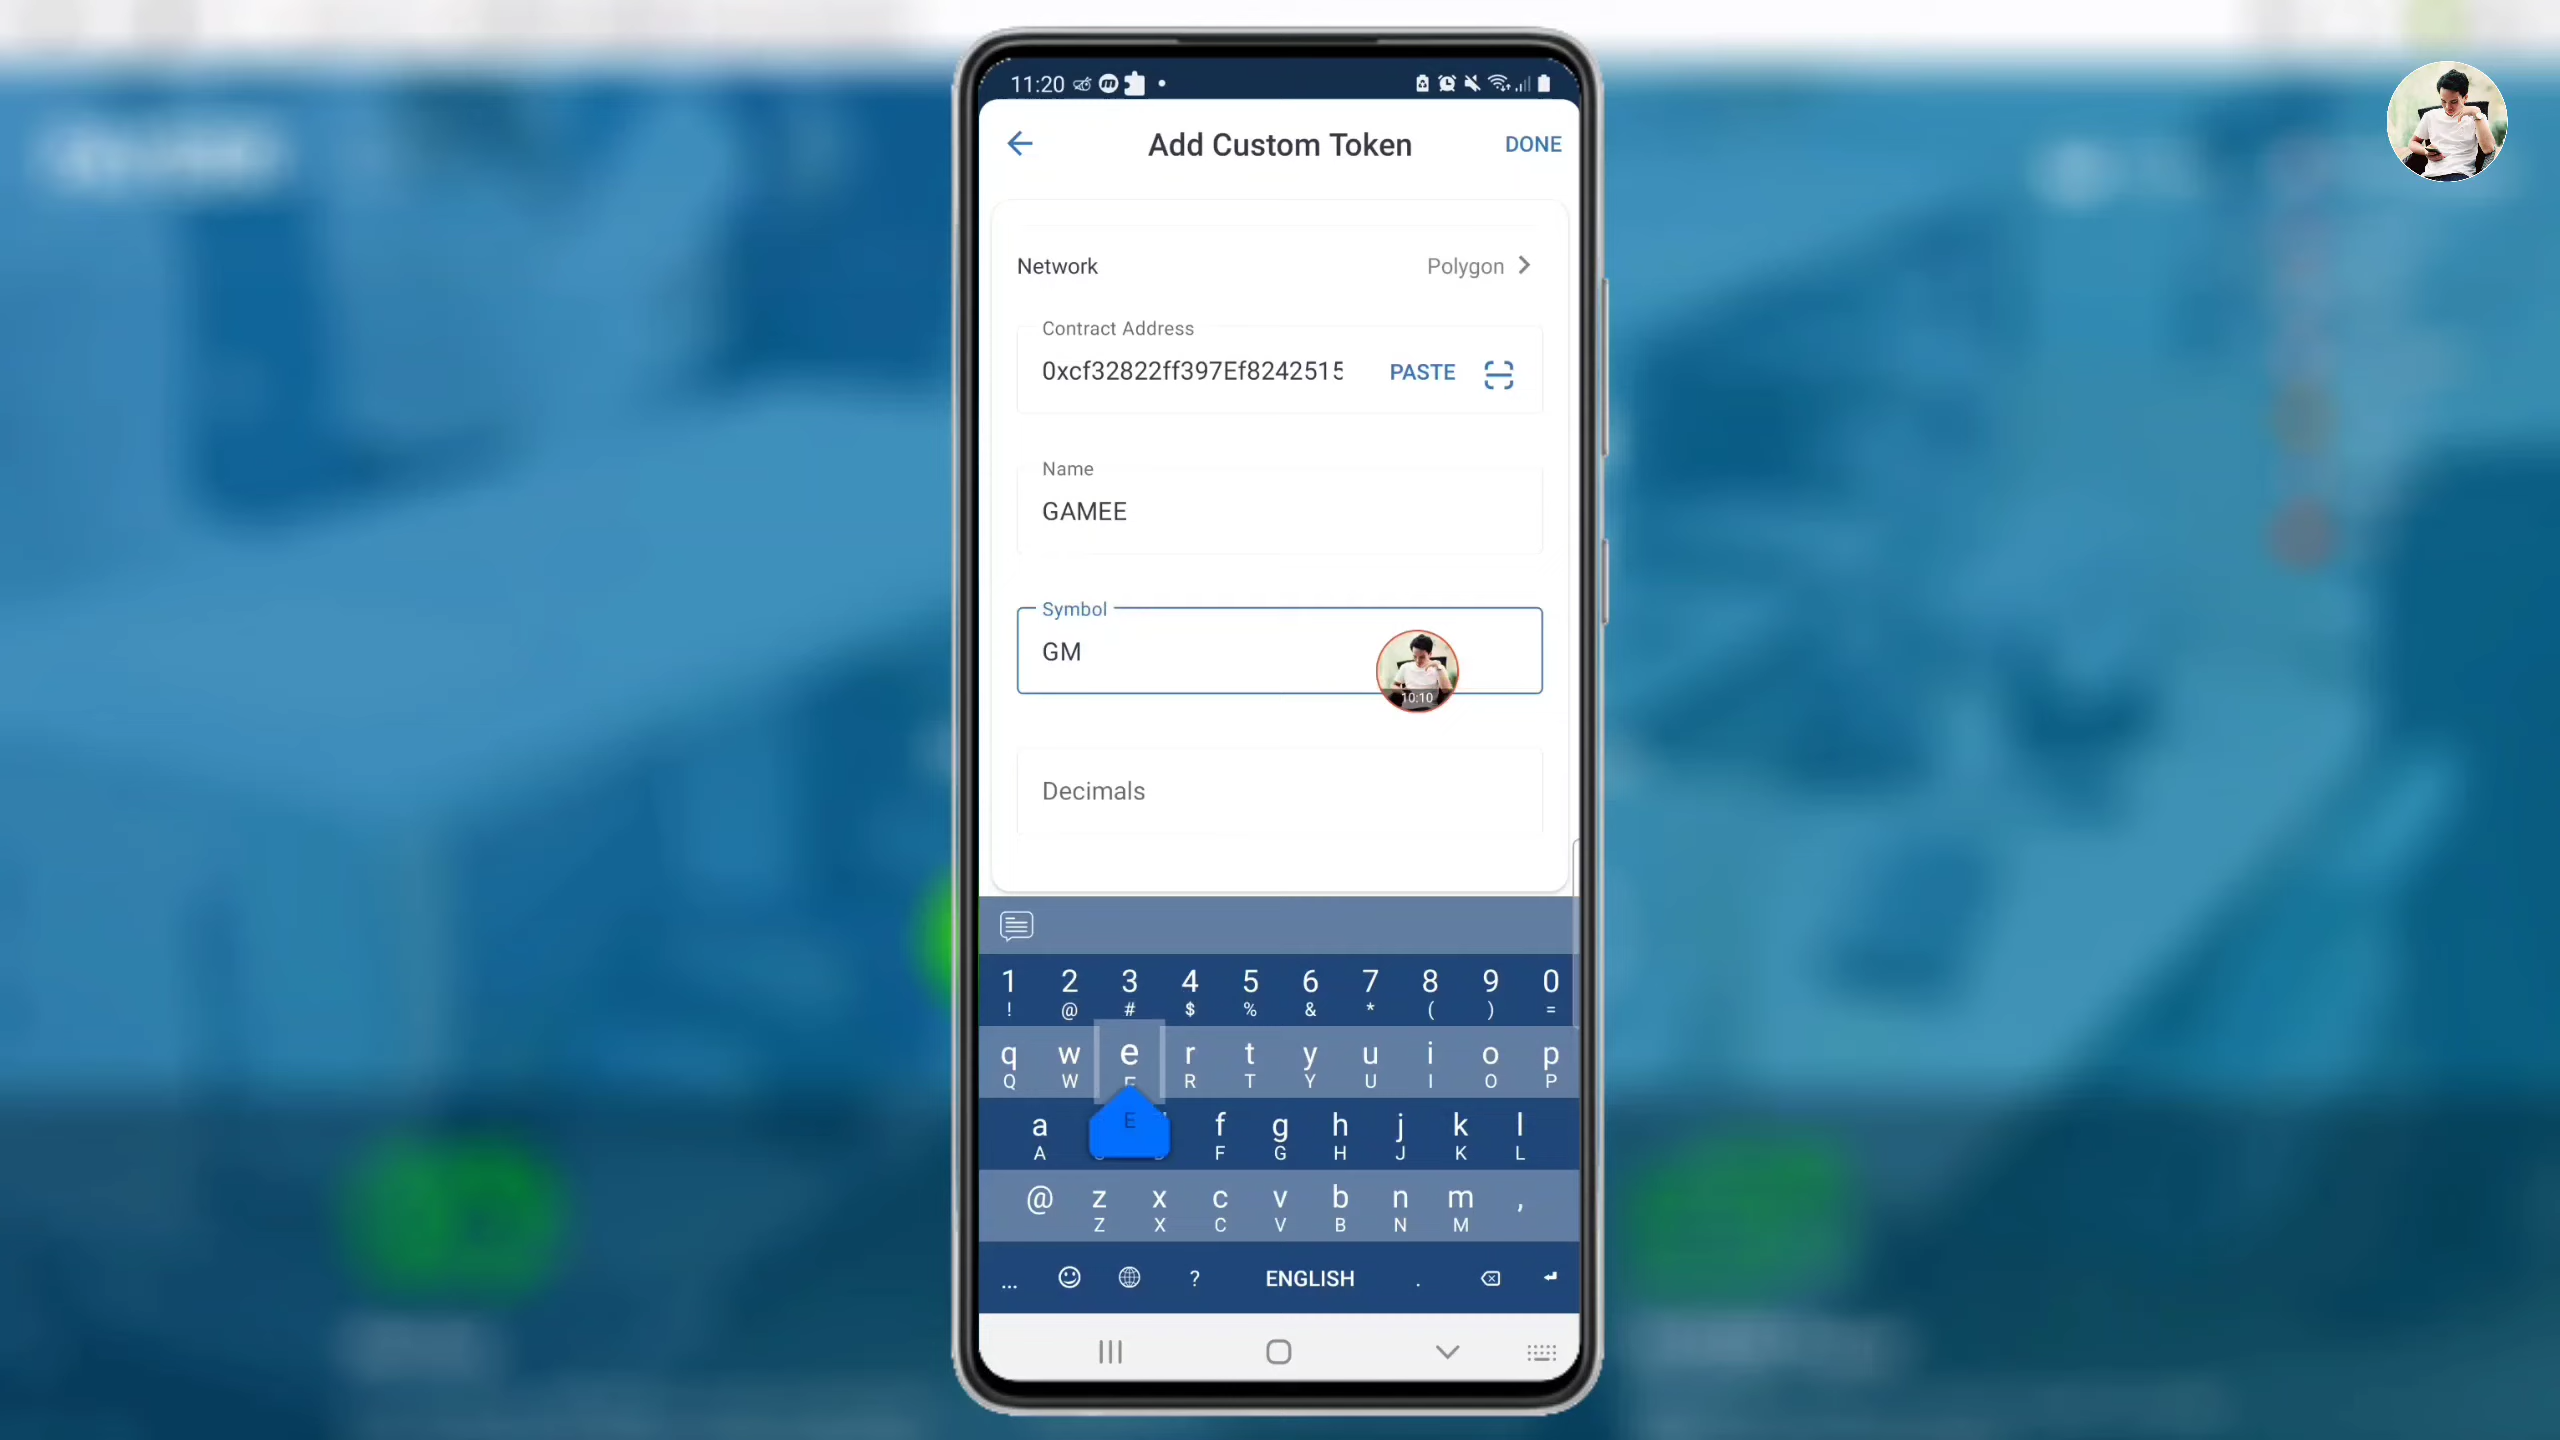 11:20
Add Custom Token
DONE
Network
Polygon
Contract Address
0xcf32822ff397Ef8242515
PASTE
Name
GAMEE
Symbol
GM
10:10
Decimals
1 2 3 4 5 6 7 8 9 0
! @ # $ % & * ( ) =
q w e r t y u i o p
Q W R T Y U I O P
E
a f g h j k l
A F G H J K L
@ z x c v b n m ,
Z X C V B N M
... ? ENGLISH .